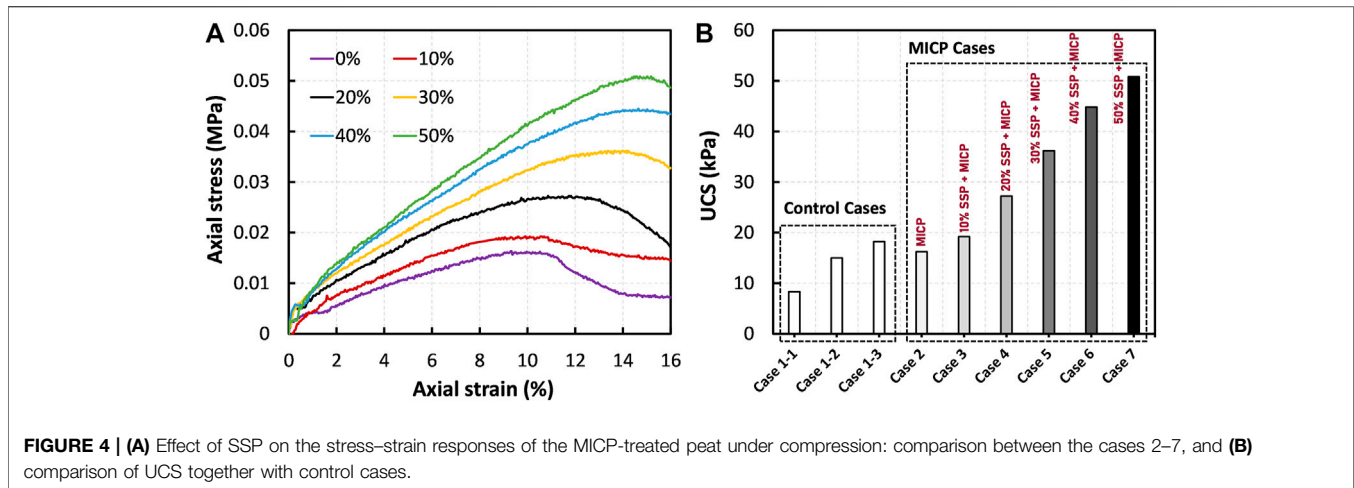 A
0.06
0.05
0.04
0.03
0.02
0.01
0
Axial stress (MPa)
0% 10%
20% 30%
40% 50%
0 2 4 6 8 10 12 14 16
Axial strain (%)
B
60
50
40
30
20
10
0
UCS (kPa)
MICP Cases
Control Cases
MICP
10% SSP + MICP
20% SSP + MICP
30% SSP + MICP
40% SSP + MICP
50% SSP + MICP
Case 1-1
Case 1-2
Case 1-3
Case 2
Case 3
Case 4
Case 5
Case 6
Case 7
FIGURE 4 | (A) Effect of SSP on the stress–strain responses of the MICP-treated peat under compression: comparison between the cases 2–7, and (B)
comparison of UCS together with control cases.